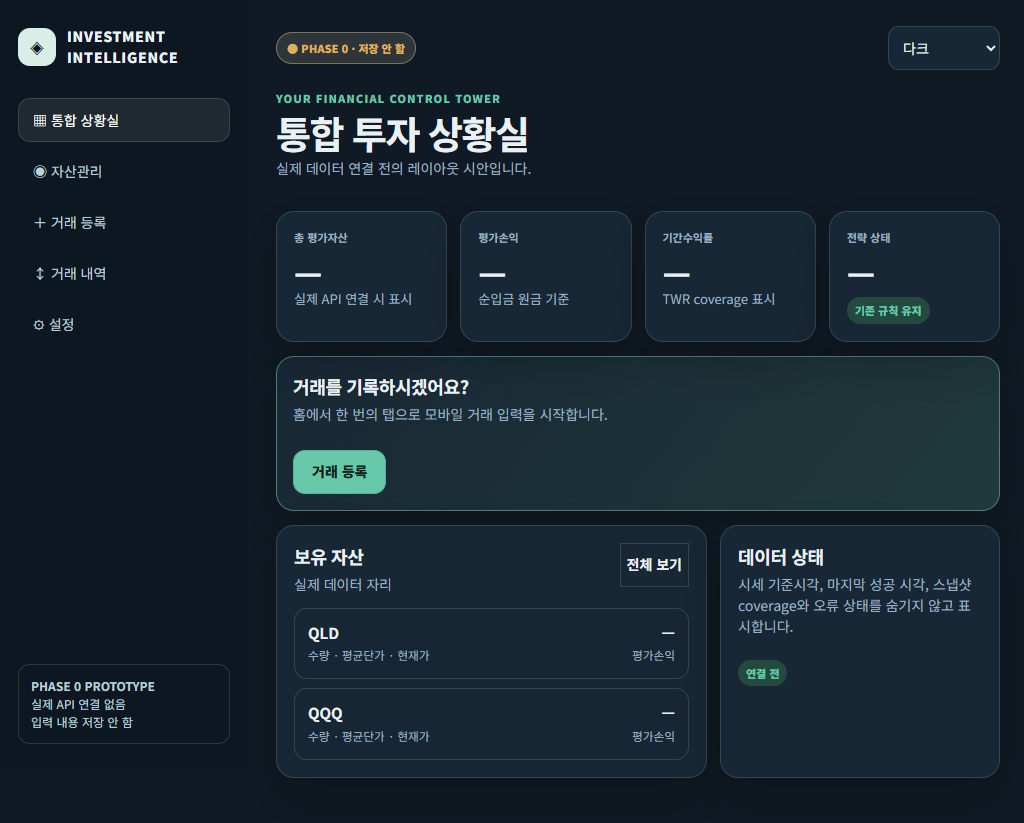 INVESTMENT
INTELLIGENCE
통합 상황실
자산관리
거래 등록
거래 내역
설정
PHASE 0 PROTOTYPE
실제 API 연결 없음
입력 내용 저장 안 함
PHASE 0 · 저장 안 함
다크
YOUR FINANCIAL CONTROL TOWER
통합 투자 상황실
실제 데이터 연결 전의 레이아웃 시안입니다.
총 평가자산
—
실제 API 연결 시 표시
평가손익
—
순입금 원금 기준
기간수익률
—
TWR coverage 표시
전략 상태
—
기존 규칙 유지
거래를 기록하시겠어요?
홈에서 한 번의 탭으로 모바일 거래 입력을 시작합니다.
거래 등록
보유 자산
실제 데이터 자리
전체 보기
QLD —
수량 · 평균단가 · 현재가 평가손익
QQQ —
수량 · 평균단가 · 현재가 평가손익
데이터 상태
시세 기준시각, 마지막 성공 시각, 스냅샷
coverage와 오류 상태를 숨기지 않고 표
시합니다.
연결 전